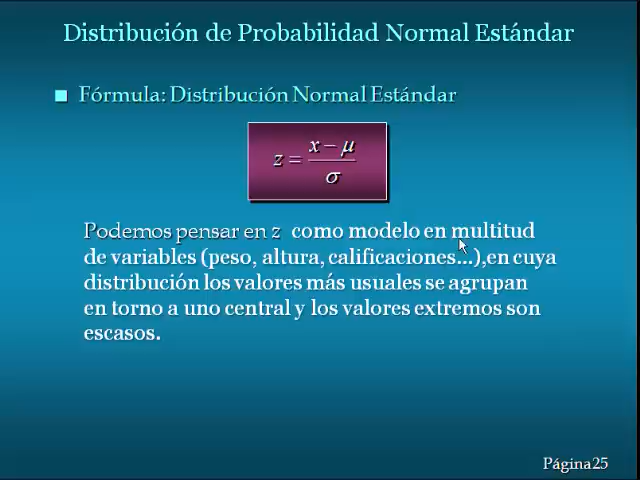 Distribución de Probabilidad Normal Estándar
■ Fórmula: Distribución Normal Estándar
z = (x − μ) / σ
Podemos pensar en z como modelo en multitud
de variables (peso, altura, calificaciones…),en cuya
distribución los valores más usuales se agrupan
en torno a uno central y los valores extremos son
escasos.
Página25